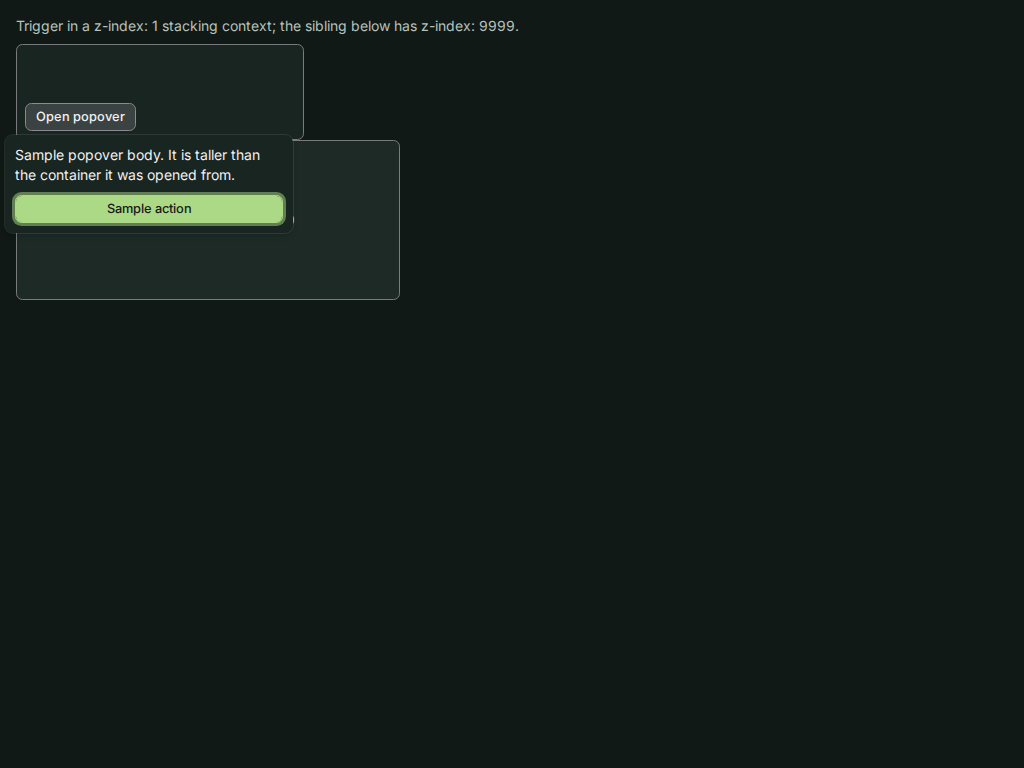 Trigger in a z-index: 1 stacking context; the sibling below has z-index: 9999.
Open popover
Sample popover body. It is taller than
the container it was opened from.
Sample action